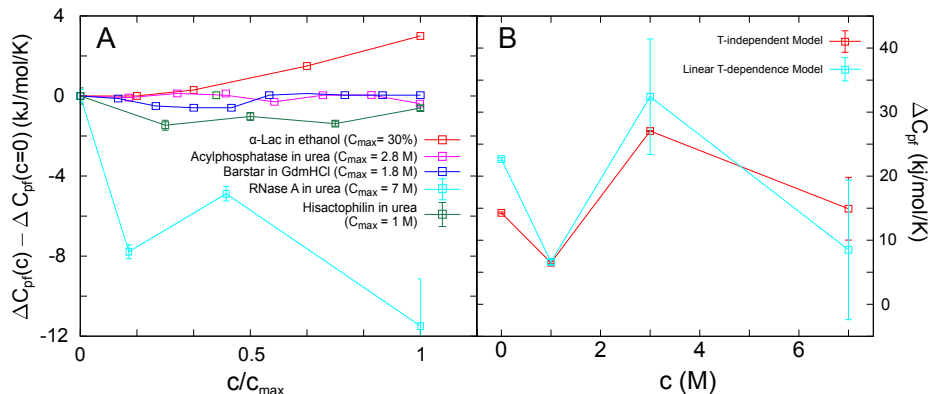 A
B
4
0
-4
-8
-12
ΔC_pf(c) − ΔC_pf(c=0) (kJ/mol/K)
α-Lac in ethanol (C_max= 30%)
Acylphosphatase in urea (C_max = 2.8 M)
Barstar in GdmHCl (C_max = 1.8 M)
RNase A in urea (C_max = 7 M)
Hisactophilin in urea
(C_max = 1 M)
0
0.5
1
c/c_max
T-independent Model
Linear T-dependence Model
40
30
20
10
0
ΔC_pf (kj/mol/K)
0
2
4
6
c (M)